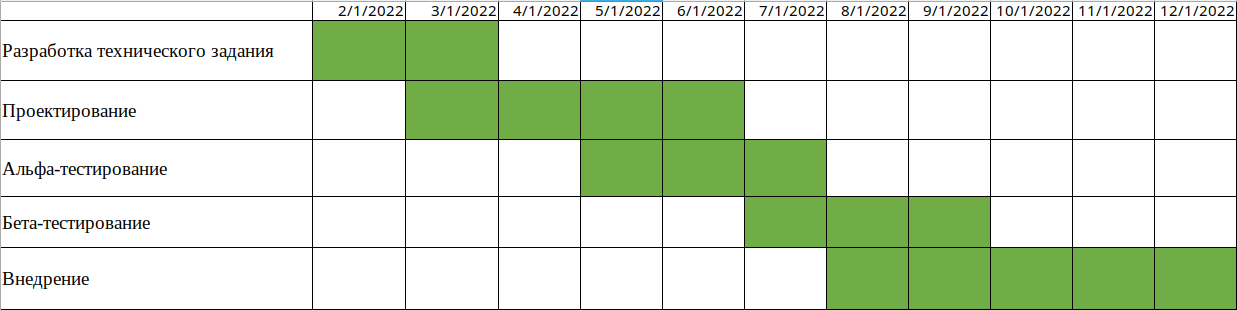 2/1/2022 3/1/2022 4/1/2022 5/1/2022 6/1/2022 7/1/2022 8/1/2022 9/1/2022 10/1/2022 11/1/2022 12/1/2022
Разработка технического задания
Проектирование
Альфа-тестирование
Бета-тестирование
Внедрение